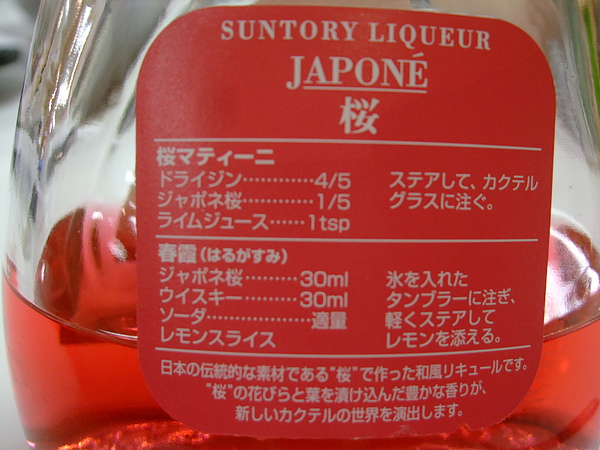 SUNTORY LIQUEUR
JAPONÉ
桜
桜マティーニ
ドライジン…………4/5
ジャポネ桜…………1/5
ライムジュース……1tsp
ステアして、カクテル
グラスに注ぐ。
春霞(はるがすみ)
ジャポネ桜………30ml
ウイスキー………30ml
ソーダ………………適量
レモンスライス
氷を入れた
タンブラーに注ぎ、
軽くステアして
レモンを添える。
日本の伝統的な素材である"桜"で作った和風リキュールです。
"桜"の花びらと葉を漬け込んだ豊かな香りが、
新しいカクテルの世界を演出します。